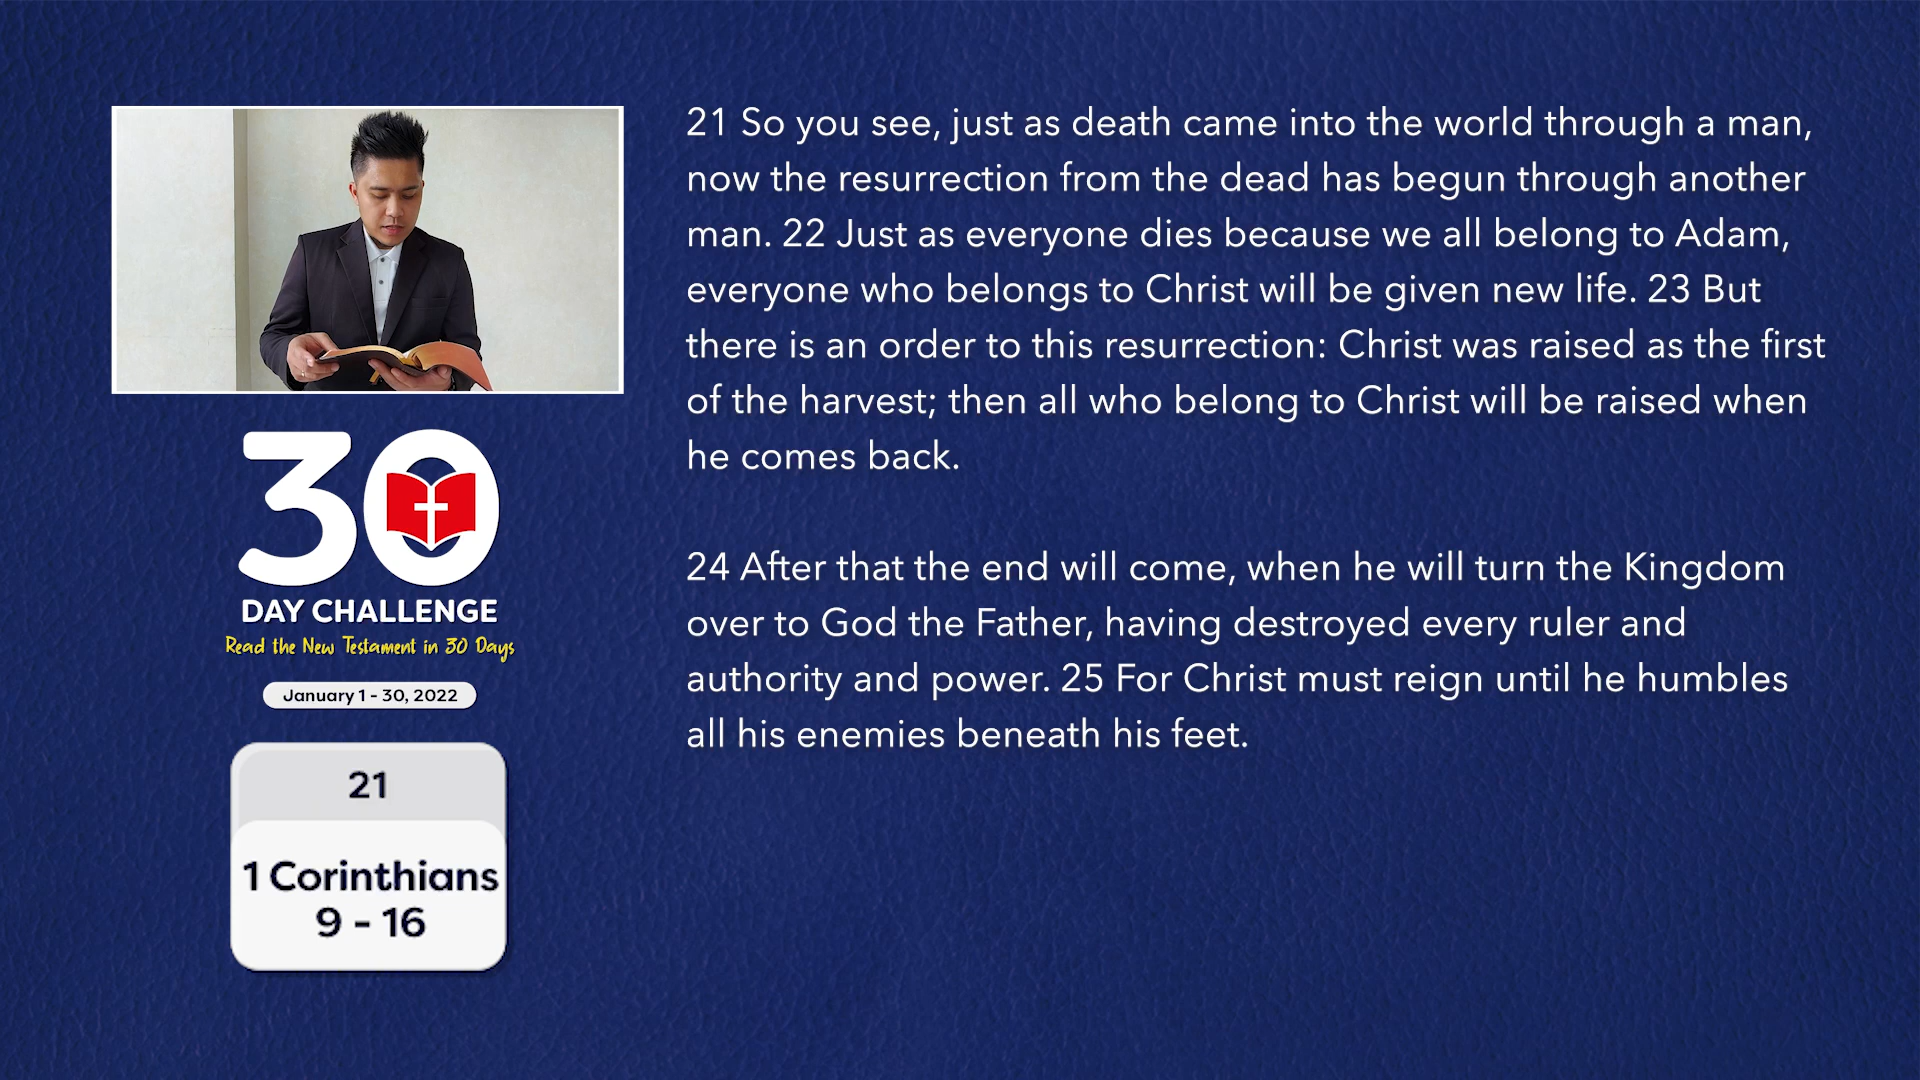 21 So you see, just as death came into the world through a man,
now the resurrection from the dead has begun through another
man. 22 Just as everyone dies because we all belong to Adam,
everyone who belongs to Christ will be given new life. 23 But
there is an order to this resurrection: Christ was raised as the first
of the harvest; then all who belong to Christ will be raised when
he comes back.
24 After that the end will come, when he will turn the Kingdom
over to God the Father, having destroyed every ruler and
authority and power. 25 For Christ must reign until he humbles
all his enemies beneath his feet.
30
DAY CHALLENGE
Read the New Testament in 30 Days
January 1 - 30, 2022
21
1 Corinthians
9 - 16